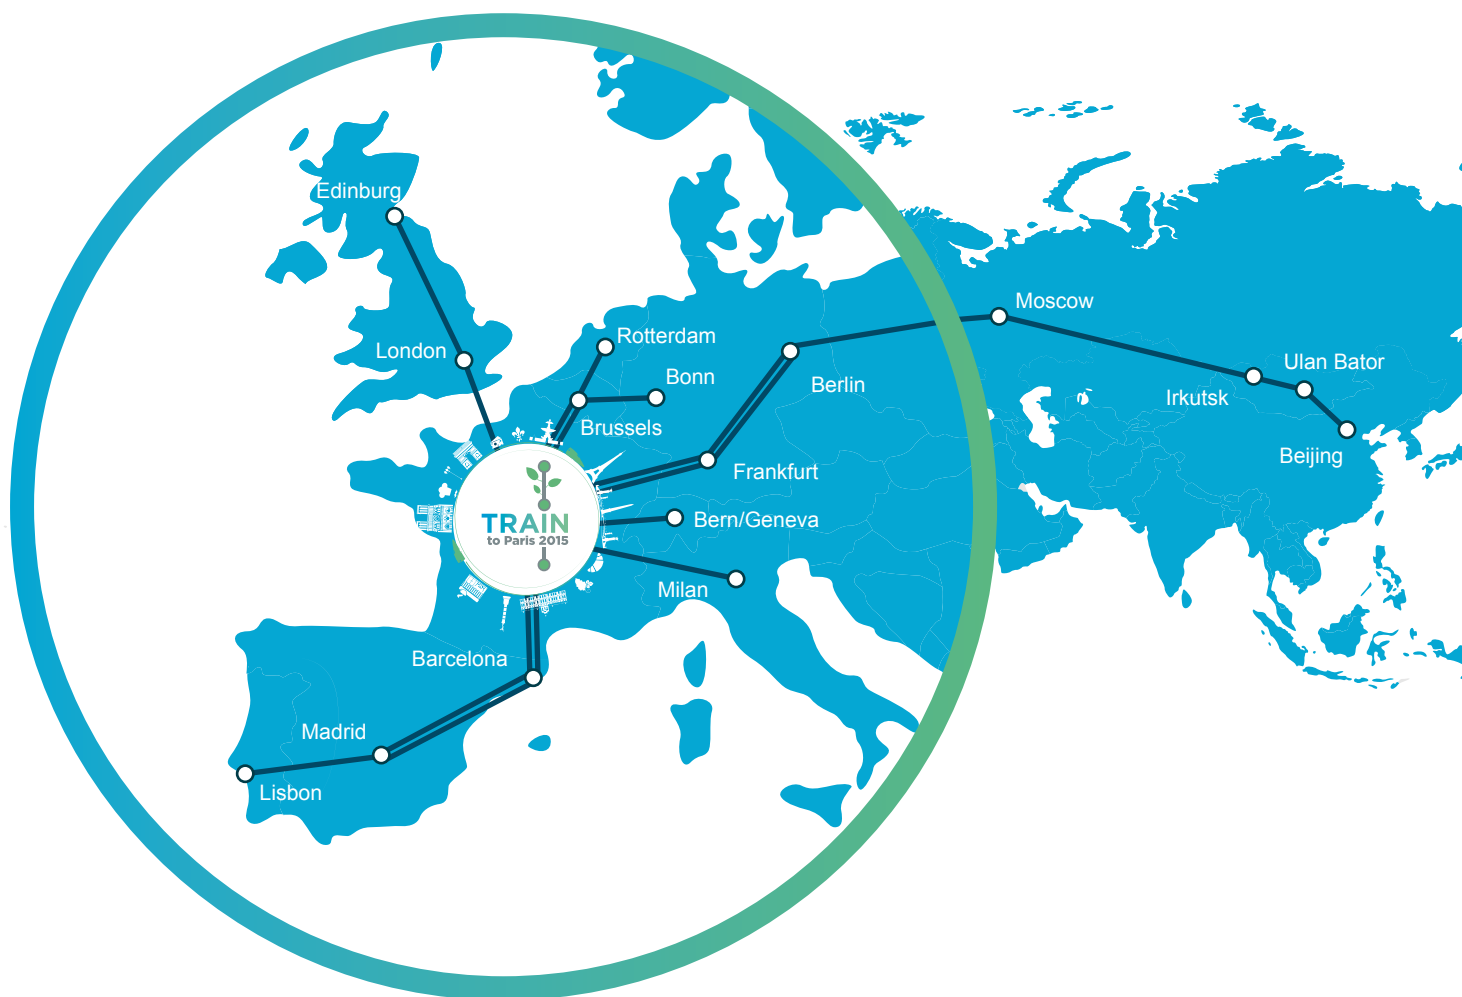 Edinburg
Moscow
Rotterdam
London
Ulan Bator
Bonn
Berlin
Irkutsk
Brussels
Beijing
Frankfurt
TRAIN
to Paris 2015
Bern/Geneva
Milan
Barcelona
Madrid
Lisbon